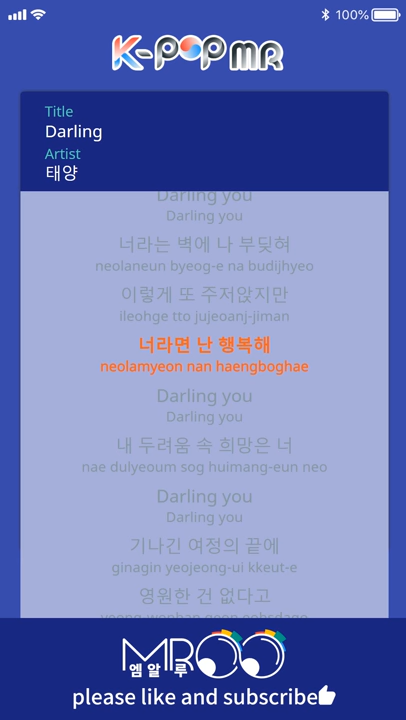 100%
K-POP MR
Title
Darling
Artist
태양
Darling you
Darling you
너라는 벽에 나 부딪혀
neolaneun byeog-e na budijhyeo
이렇게 또 주저앉지만
ileohge tto jujeoanj-jiman
너라면 난 행복해
neolamyeon nan haengboghae
Darling you
Darling you
내 두려움 속 희망은 너
nae dulyeoum sog huimang-eun neo
Darling you
Darling you
기나긴 여정의 끝에
ginagin yeojeong-ui kkeut-e
영원한 건 없다고
yeong-wonhan geon eobsdago
MR
엠알루
please like and subscribe